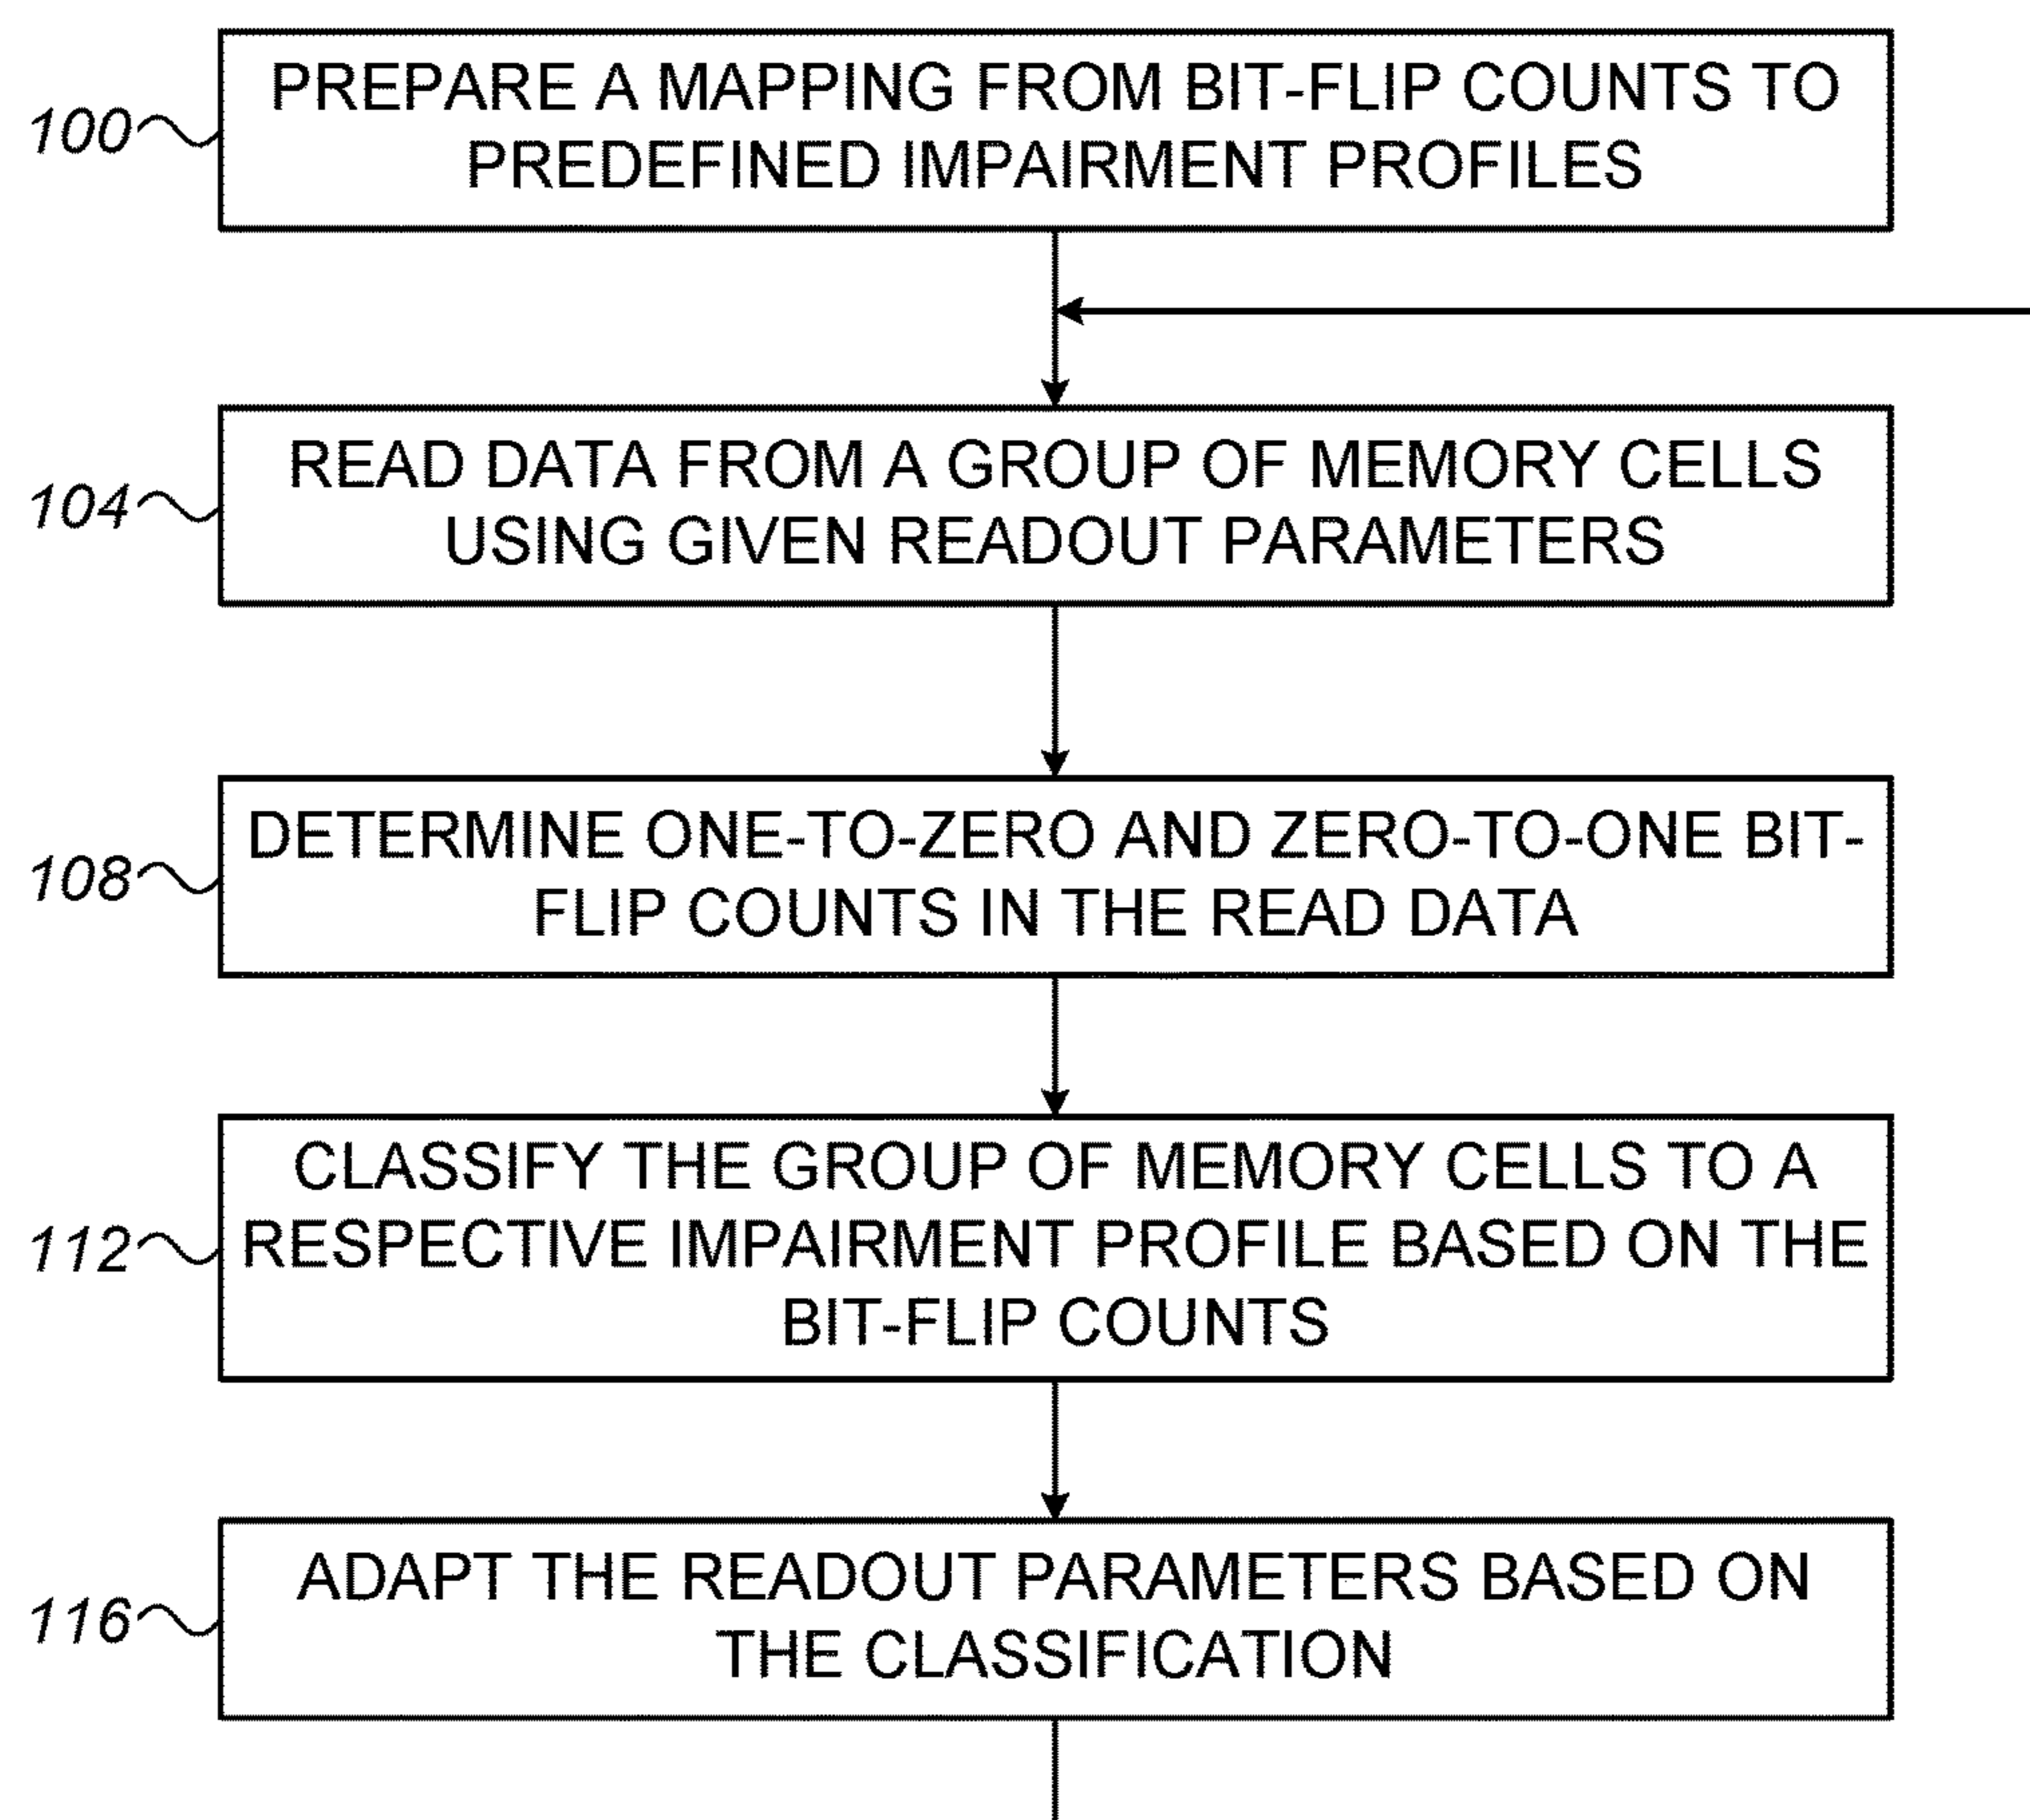 PREPARE A MAPPING FROM BIT-FLIP COUNTS TO
PREDEFINED IMPAIRMENT PROFILES
100
READ DATA FROM A GROUP OF MEMORY CELLS
USING GIVEN READOUT PARAMETERS
104
DETERMINE ONE-TO-ZERO AND ZERO-TO-ONE BIT-
FLIP COUNTS IN THE READ DATA
108
CLASSIFY THE GROUP OF MEMORY CELLS TO A
RESPECTIVE IMPAIRMENT PROFILE BASED ON THE
BIT-FLIP COUNTS
112
ADAPT THE READOUT PARAMETERS BASED ON
THE CLASSIFICATION
116